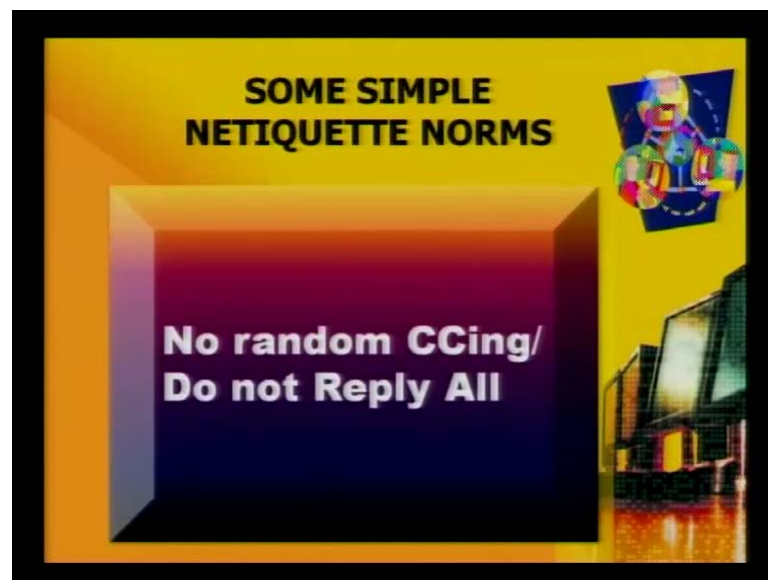 SOME SIMPLE
NETIQUETTE NORMS
No random CCing/
Do not Reply All